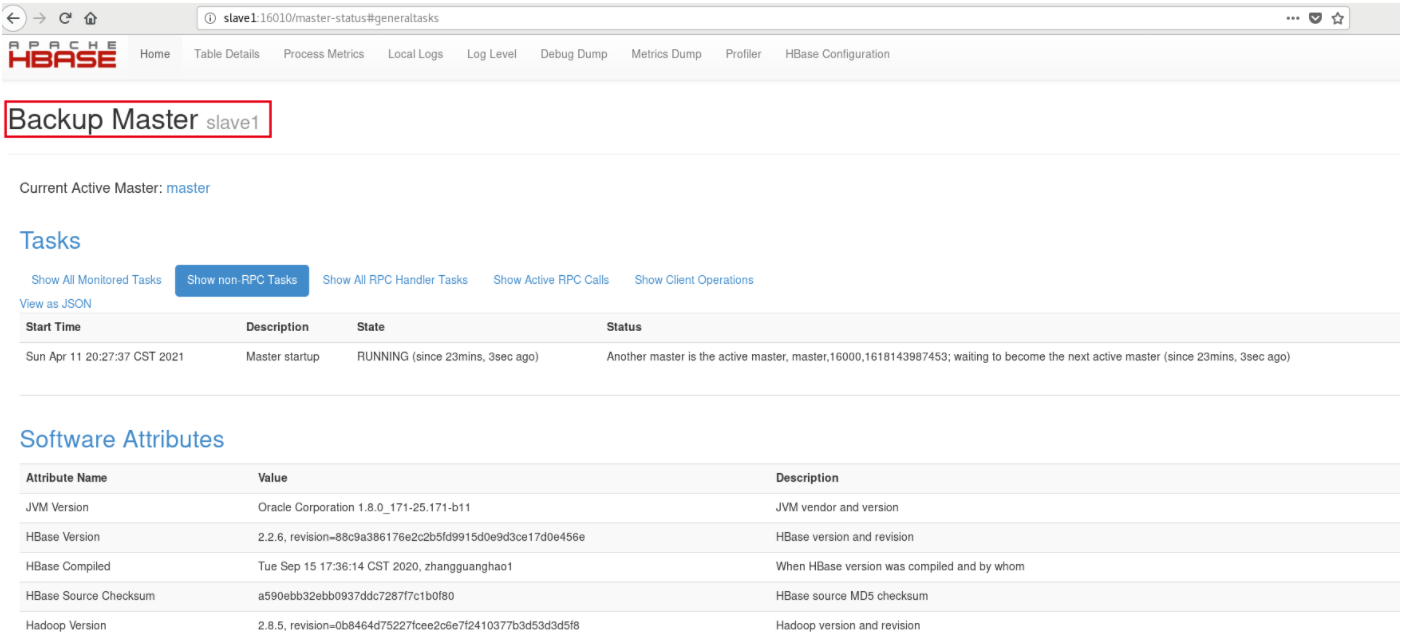 slave1:16010/master-status#generaltasks
APACHE HBASE Home Table Details Process Metrics Local Logs Log Level Debug Dump Metrics Dump Profiler HBase Configuration
Backup Master slave1
Current Active Master: master
Tasks
Show All Monitored Tasks Show non-RPC Tasks Show All RPC Handler Tasks Show Active RPC Calls Show Client Operations
View as JSON
Start Time Description State Status
Sun Apr 11 20:27:37 CST 2021 Master startup RUNNING (since 23mins, 3sec ago) Another master is the active master, master,16000,1618143987453; waiting to become the next active master (since 23mins, 3sec ago)
Software Attributes
Attribute Name Value Description
JVM Version Oracle Corporation 1.8.0_171-25.171-b11 JVM vendor and version
HBase Version 2.2.6, revision=88c9a386176e2c2b5fd9915d0e9d3ce17d0e456e HBase version and revision
HBase Compiled Tue Sep 15 17:36:14 CST 2020, zhangguanghao1 When HBase version was compiled and by whom
HBase Source Checksum a590ebb32ebb0937ddc7287f7c1b0f80 HBase source MD5 checksum
Hadoop Version 2.8.5, revision=0b8464d75227fcee2c6e7f2410377b3d53d3d5f8 Hadoop version and revision